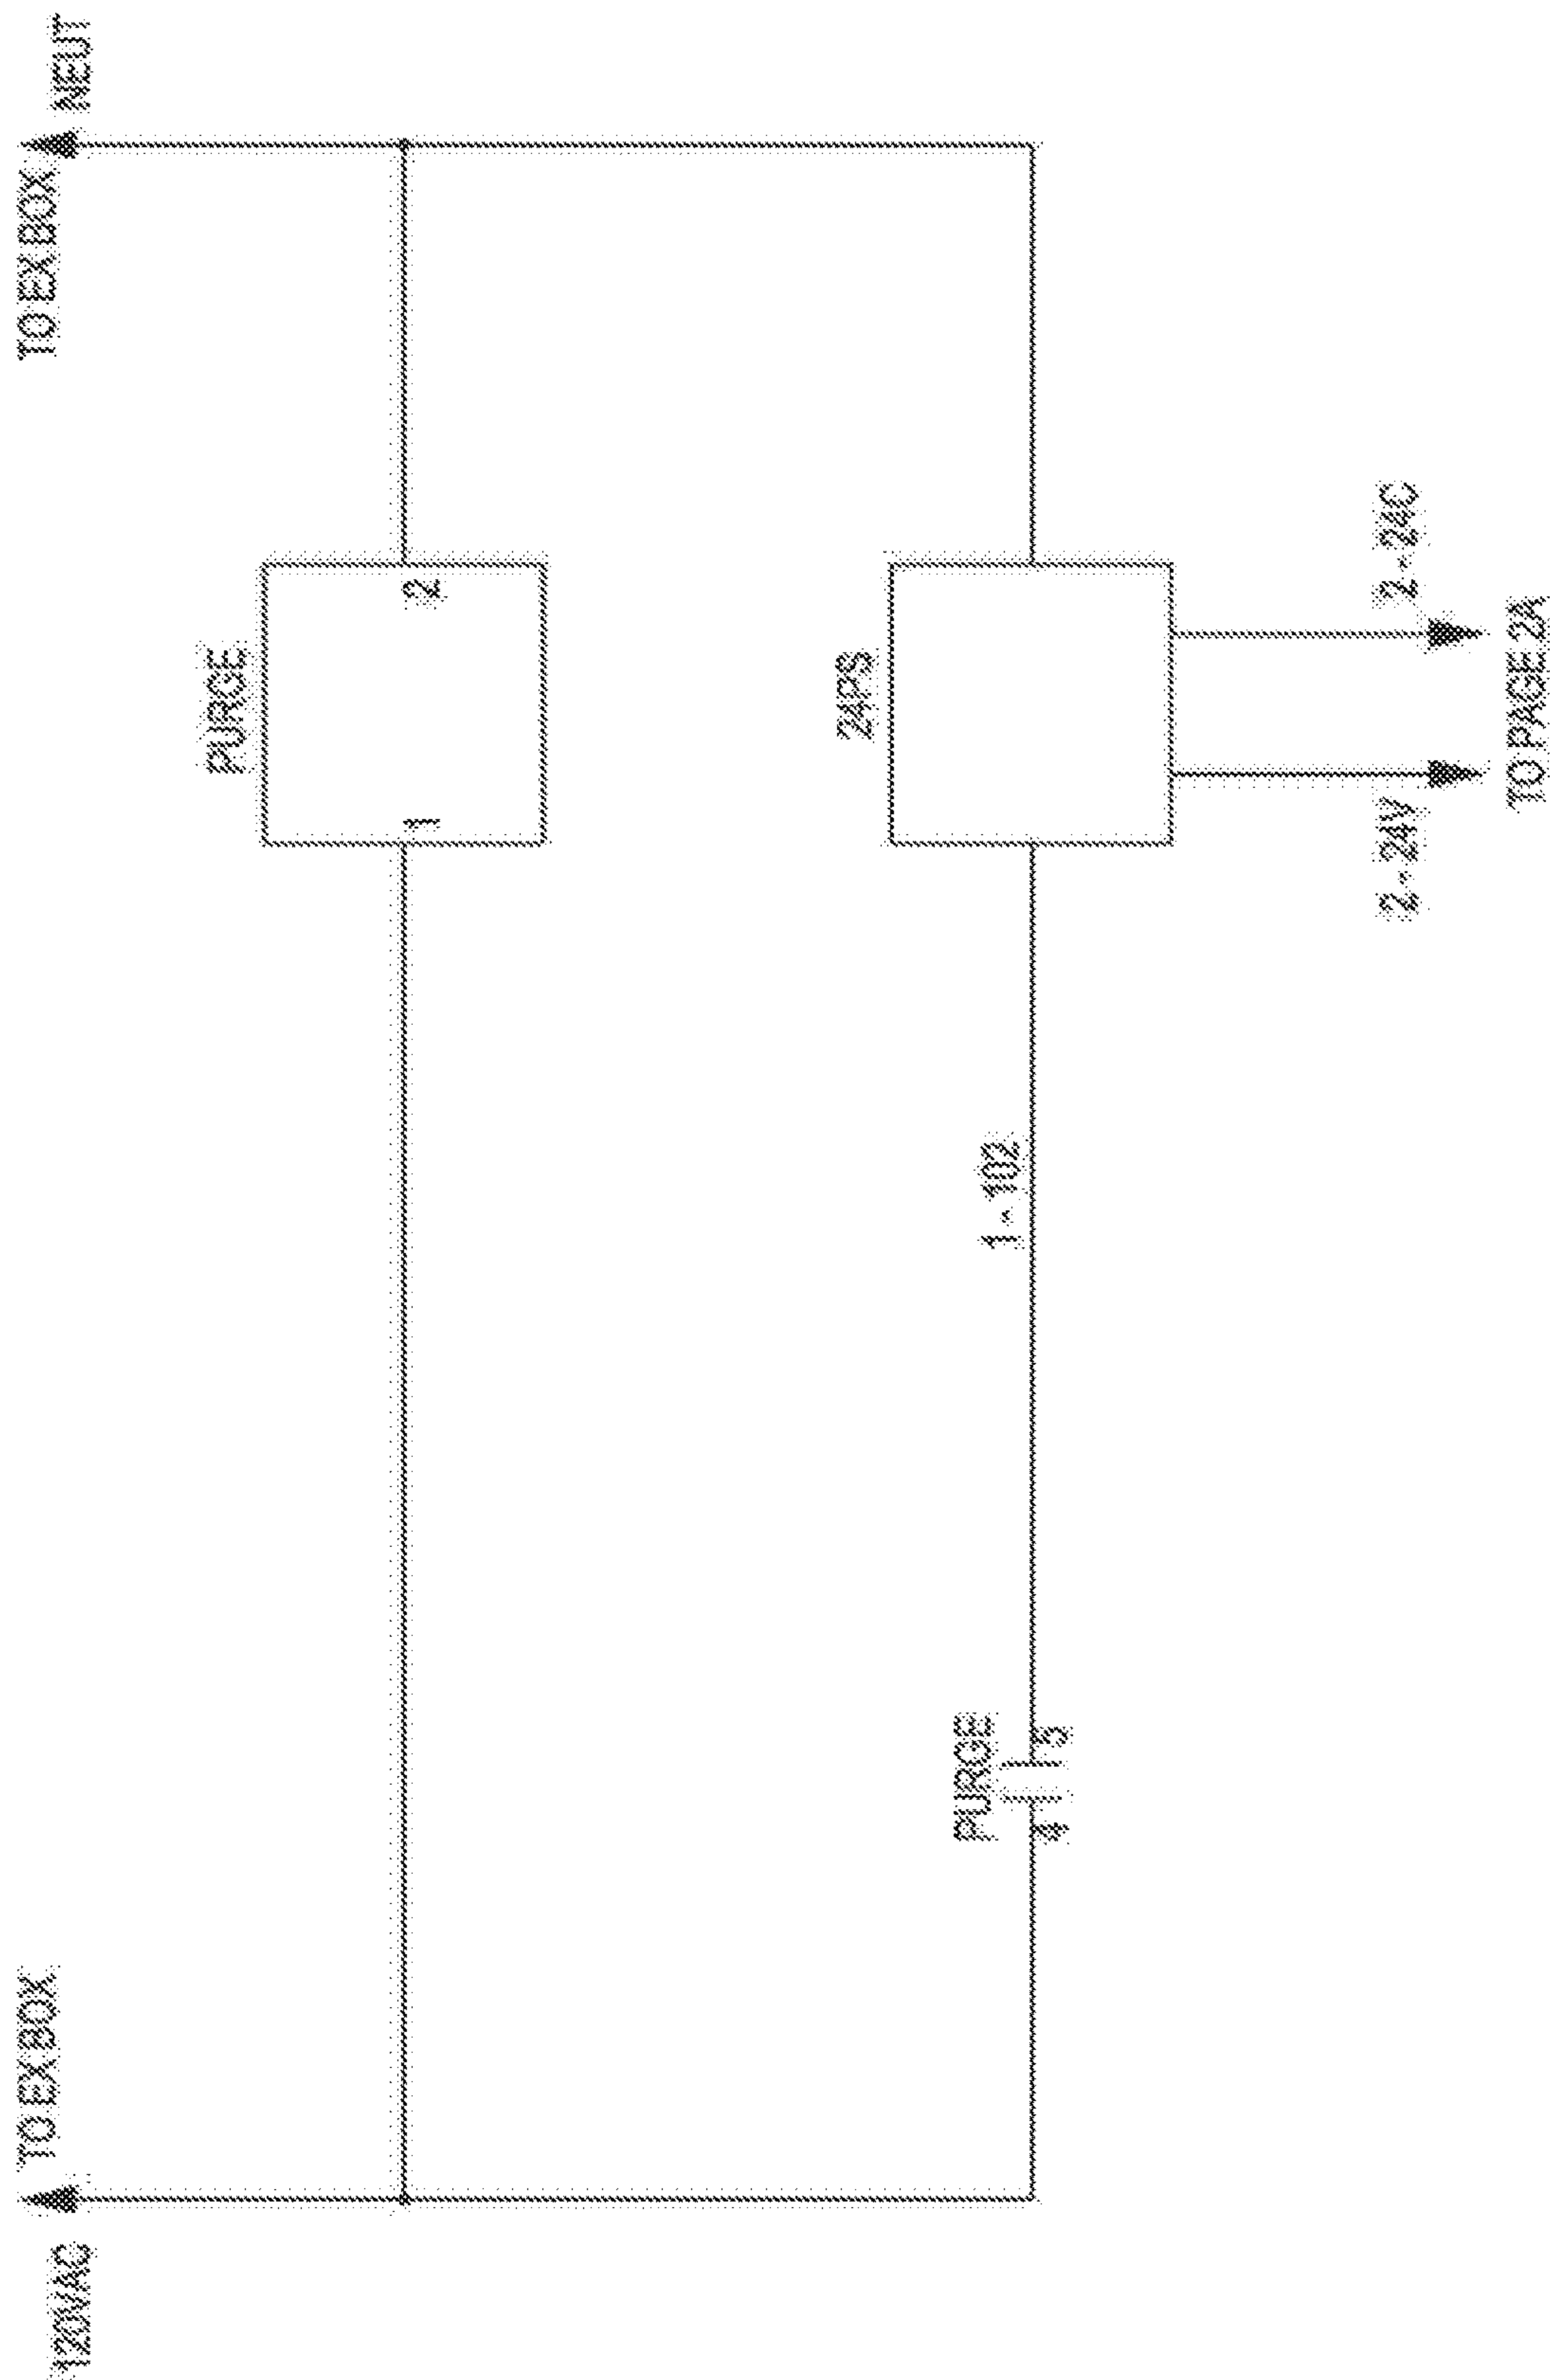 120VAC
TO EX BOX
TO EX BOX
NEUT
PURGE
1
2
PURGE
4
5
1 - 102
24PS
2 - 24V
2 - 24C
TO PAGE 2A